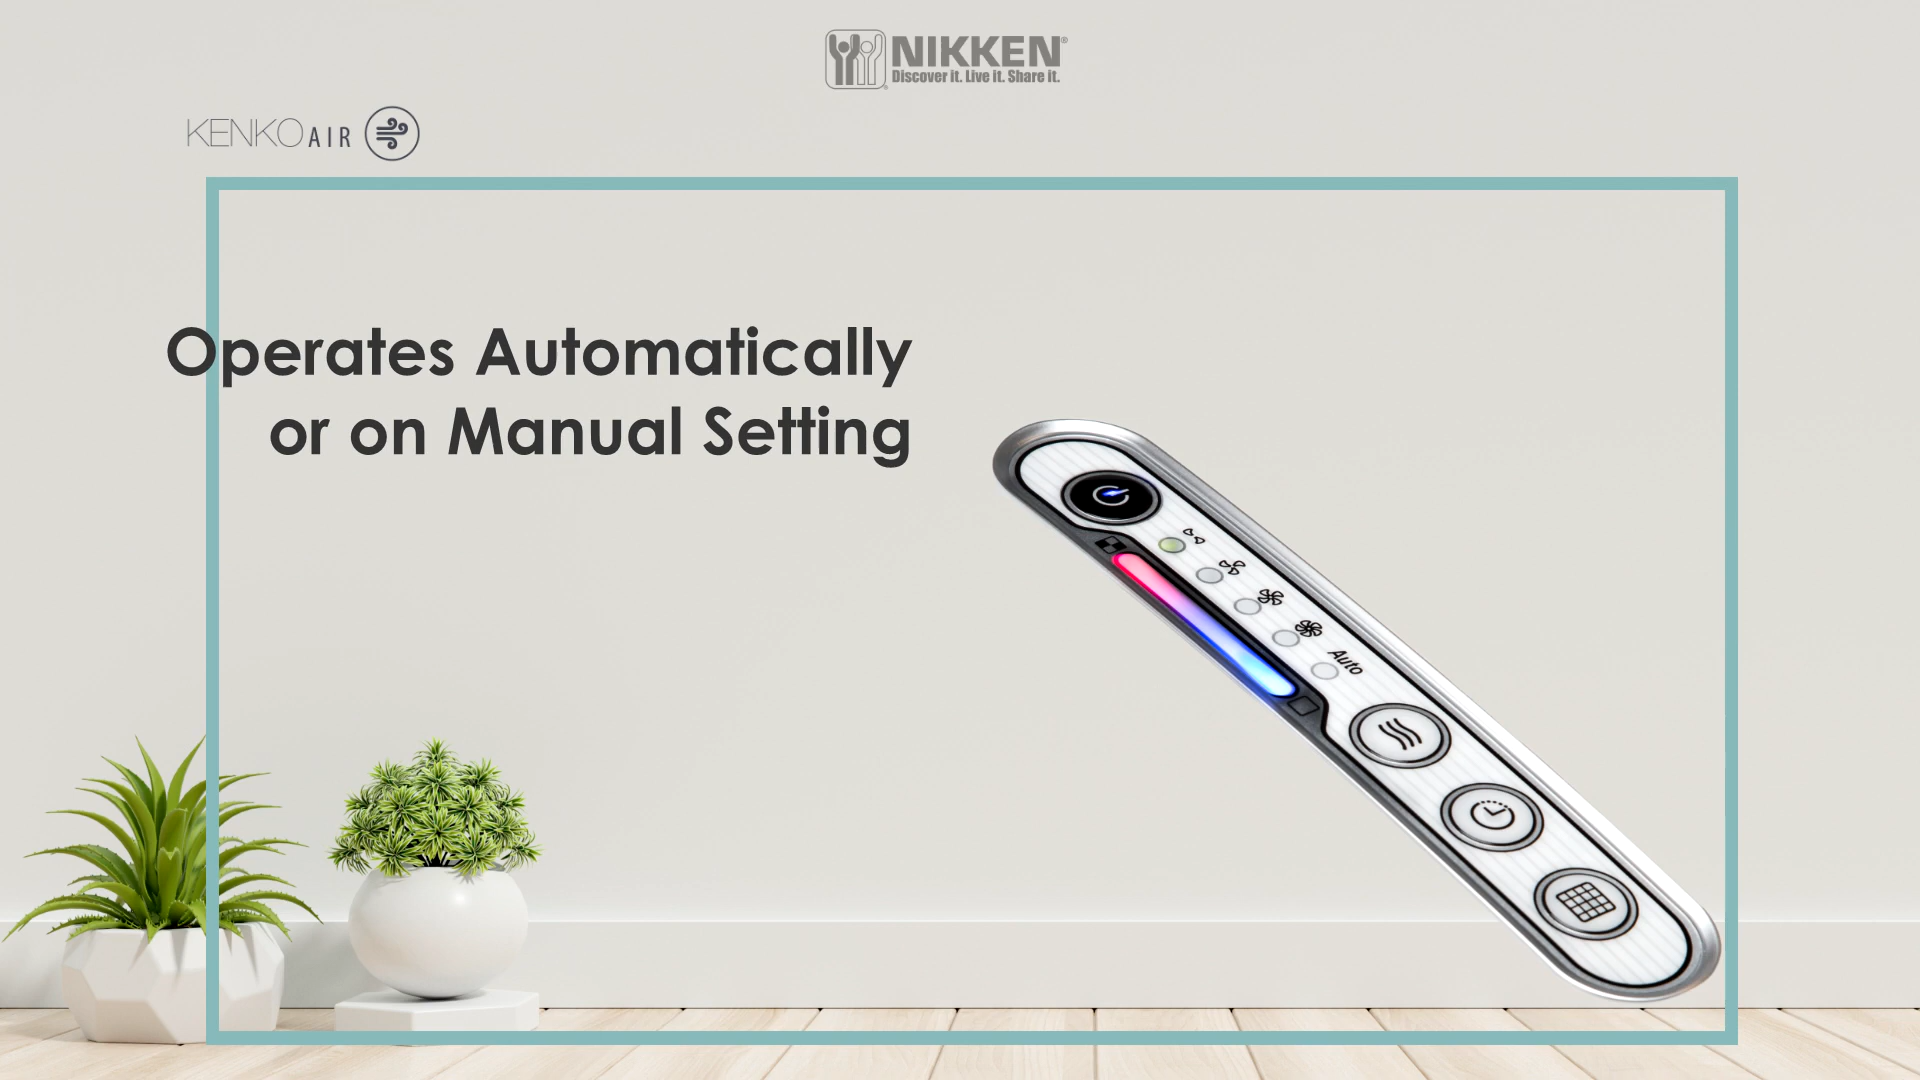 NIKKEN®
Discover it. Live it. Share it.
KENKO AIR
Operates Automatically
or on Manual Setting
Auto